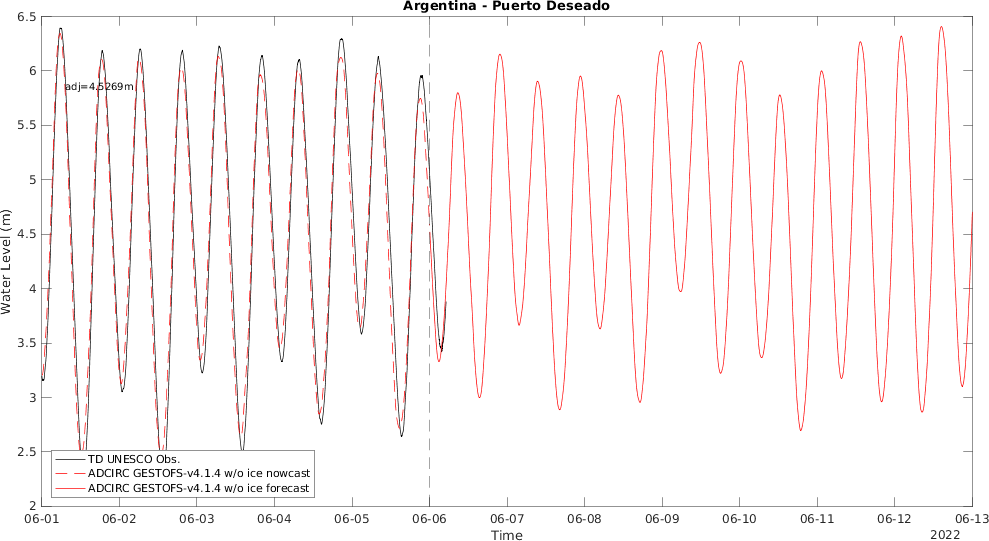 Argentina - Puerto Deseado
6.5
6
5.5
5
4.5
4
3.5
3
2.5
2
Water Level (m)
adj=4.5269m
TD UNESCO Obs.
ADCIRC GESTOFS-v4.1.4 w/o ice nowcast
ADCIRC GESTOFS-v4.1.4 w/o ice forecast
06-01 06-02 06-03 06-04 06-05 06-06 06-07 06-08 06-09 06-10 06-11 06-12 06-13
Time
2022